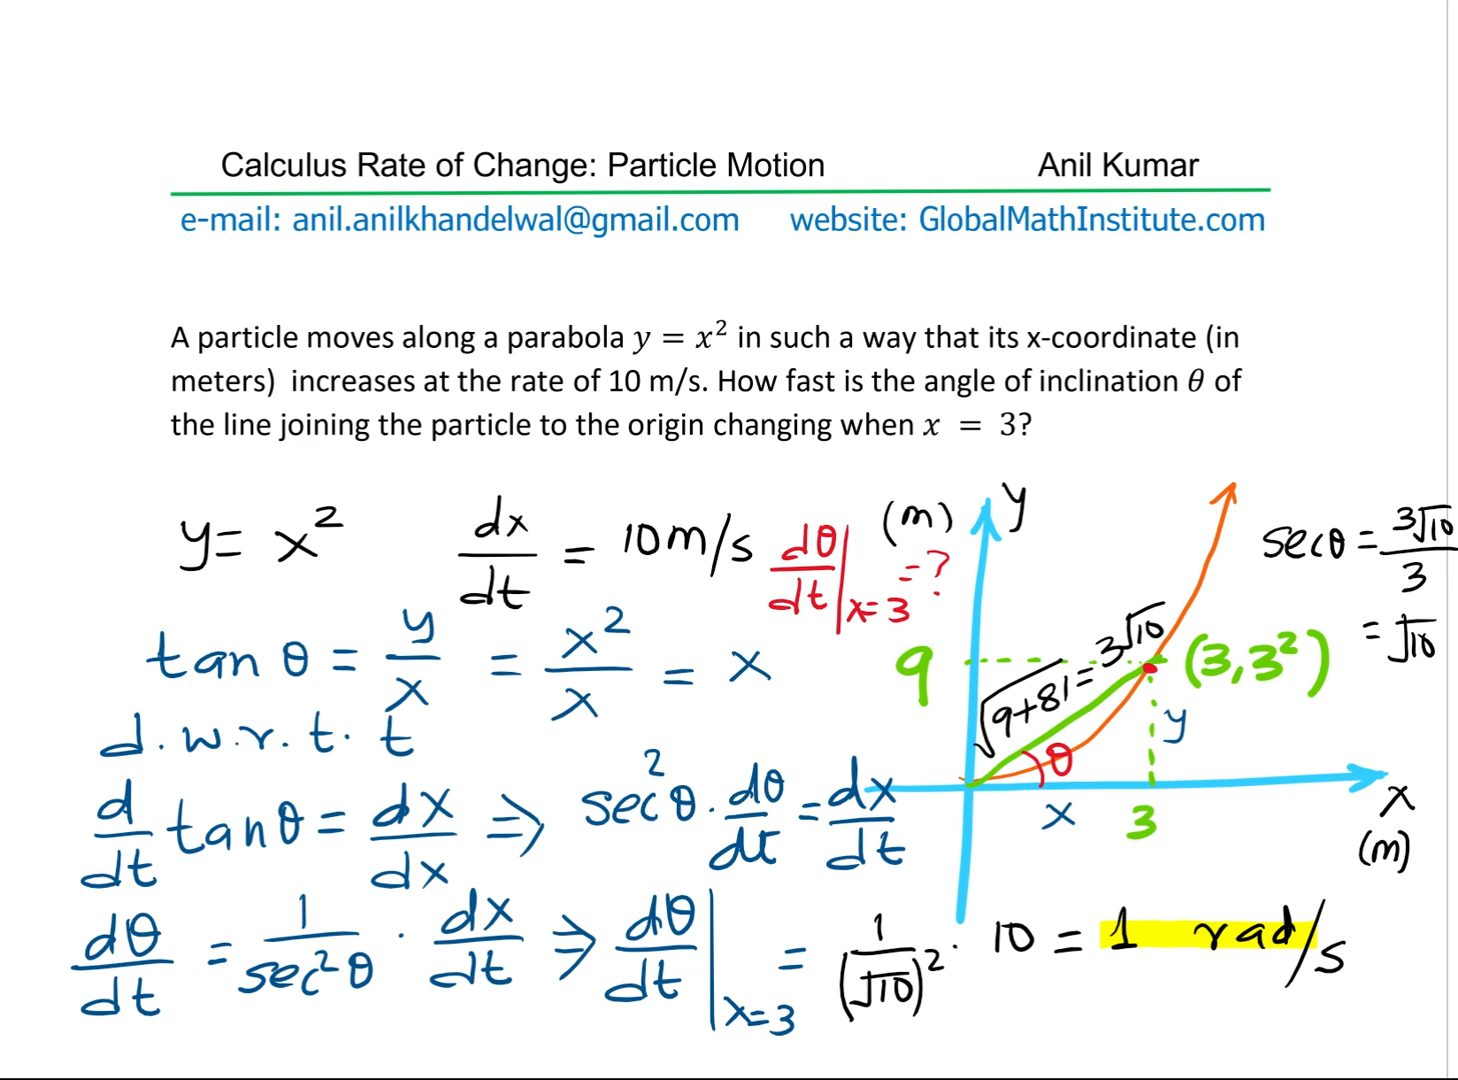 Calculus Rate of Change: Particle Motion Anil Kumar
e-mail: anil.anilkhandelwal@gmail.com website: GlobalMathInstitute.com
A particle moves along a parabola y = x² in such a way that its x-coordinate (in
meters) increases at the rate of 10 m/s. How fast is the angle of inclination θ of
the line joining the particle to the origin changing when x = 3?
y = x² dx/dt = 10 m/s dθ/dt|x=3 = ?
(m) y
secθ = 3√10/3
= √10
tan θ = y/x = x²/x = x
9 √9+81 = 3√10 (3,3²)
y
θ
x 3 x
(m)
d.w.r.t. t
d/dt tanθ = dx/dx ⇒ sec²θ · dθ/dt = dx/dt
dθ/dt = 1/sec²θ · dx/dt ⇒ dθ/dt|x=3 = 1/(√10)² · 10 = 1 rad/s